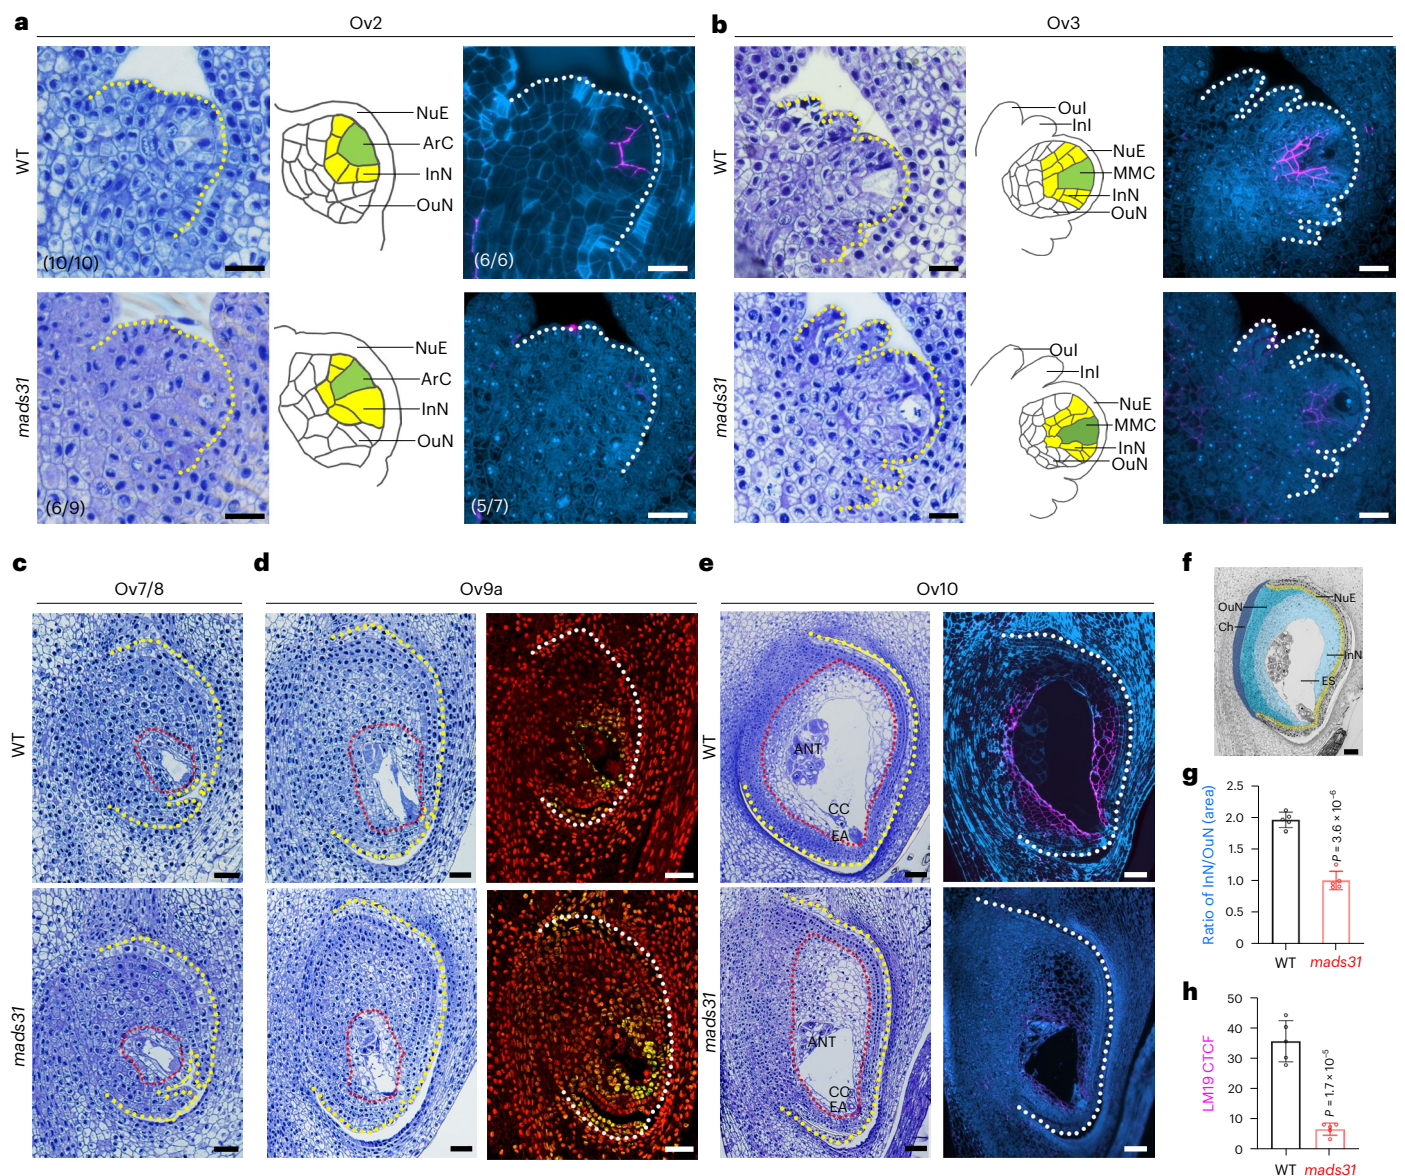 a
Ov2
WT
(10/10)
NuE
ArC
InN
OuN
(6/6)
mads31
(6/9)
NuE
ArC
InN
OuN
(5/7)
b
Ov3
WT
OuI
InI
NuE
MMC
InN
OuN
mads31
OuI
InI
NuE
MMC
InN
OuN
c
Ov7/8
WT
mads31
d
Ov9a
e
Ov10
WT
ANT
CC
EA
mads31
ANT
CC
EA
f
OuN
Ch
NuE
InN
ES
g
Ratio of InN/OuN (area)
2.5
2.0
1.5
1.0
0.5
0
P = 3.6 × 10⁻⁶
WT mads31
h
LM19 CTCF
50
40
30
20
10
0
P = 1.7 × 10⁻⁵
WT mads31